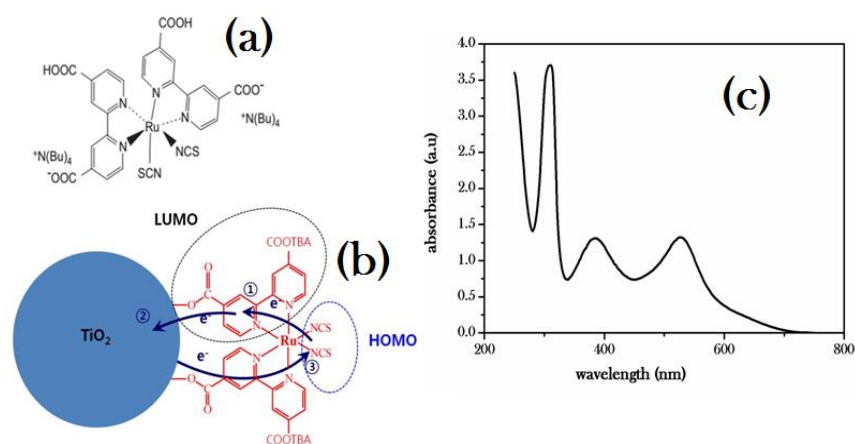 (a)
COOH
HOOC
COO⁻
N
N
N
N
Ru
⁺N(Bu)₄
NCS
⁺N(Bu)₄
SCN
⁻OOC
LUMO
(b)
COOTBA
O
C
O
①
②
e⁻
e⁻
N
N
NCS
TiO₂
Ru
HOMO
e⁻
NCS
③
N
N
O
C
O
COOTBA
(c)
absorbance (a.u)
4.0
3.5
3.0
2.5
2.0
1.5
1.0
0.5
0.0
200 400 600 800
wavelength (nm)